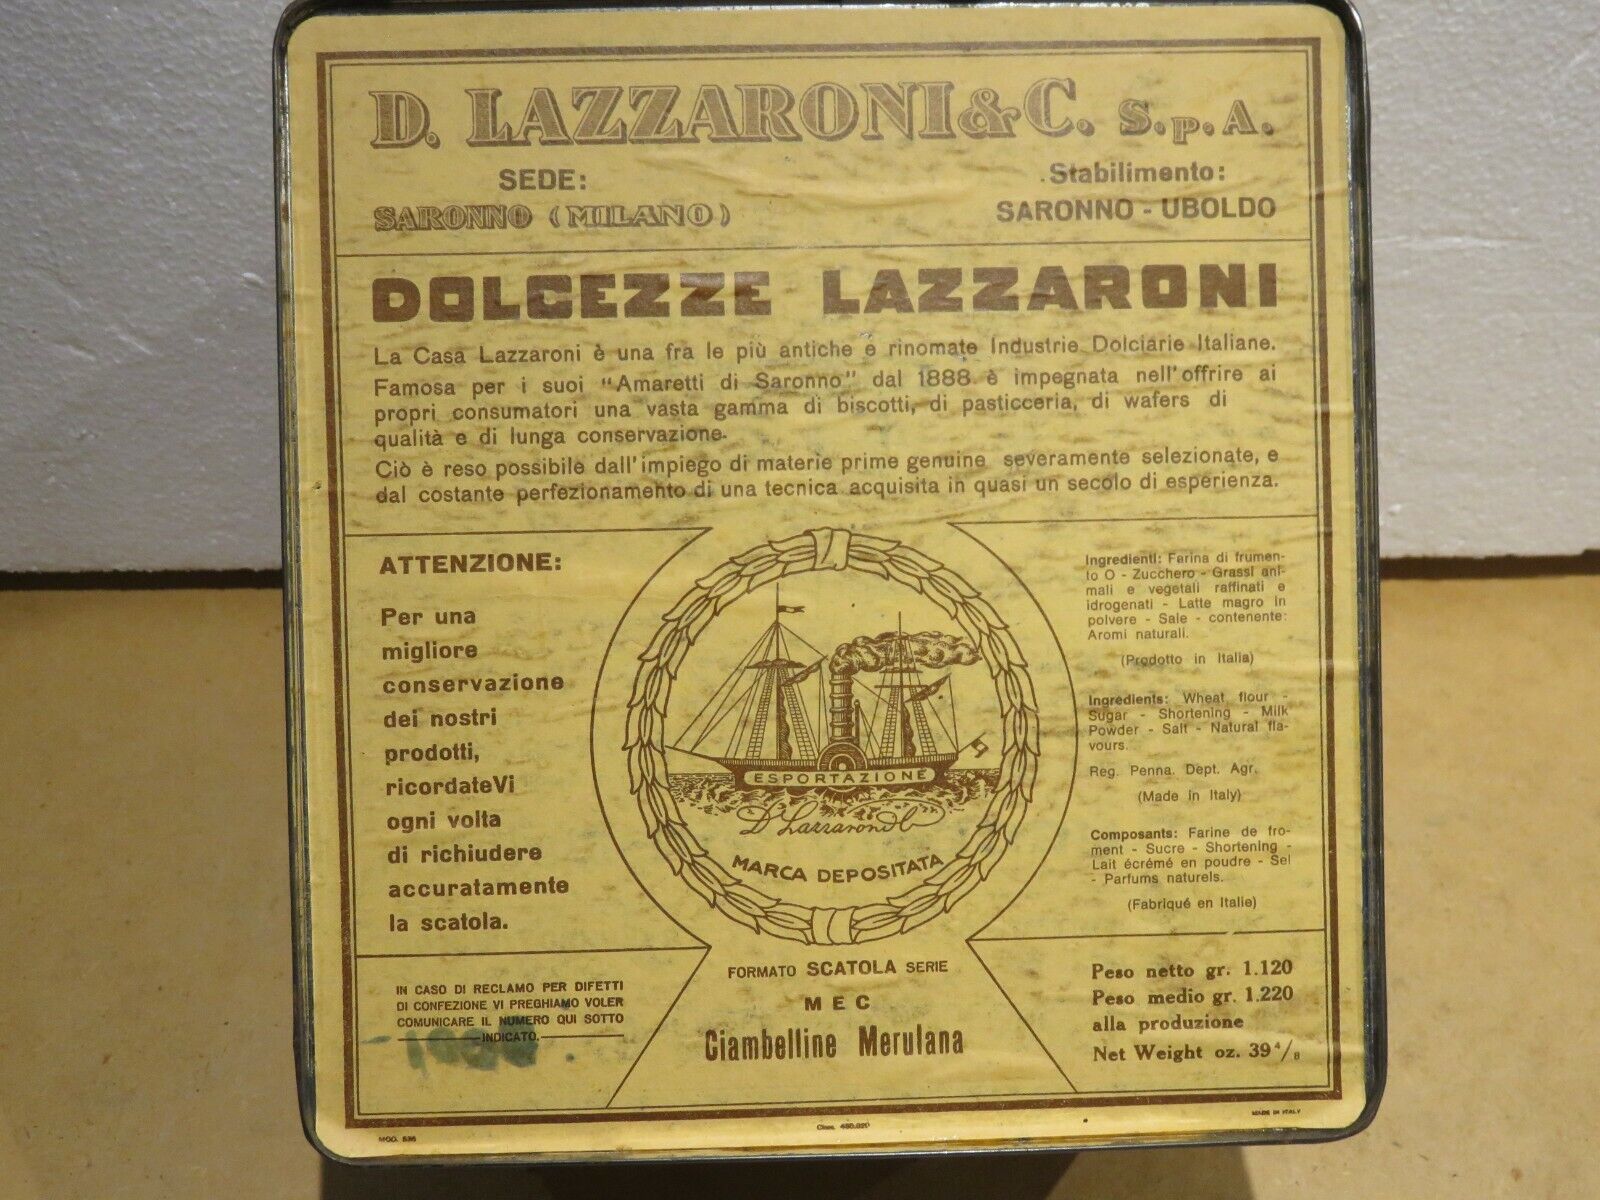 D. LAZZARONI & C. S.p.A.
SEDE:
SARONNO (MILANO)
Stabilimento:
SARONNO - UBOLDO
DOLCEZZE LAZZARONI
La Casa Lazzaroni è una fra le più antiche e rinomate Industrie Dolciarie Italiane.
Famosa per i suoi "Amaretti di Saronno" dal 1888 è impegnata nell'offrire ai
propri consumatori una vasta gamma di biscotti, di pasticceria, di wafers di
qualità e di lunga conservazione.
Ciò è reso possibile dall'impiego di materie prime genuine severamente selezionate, e
dal costante perfezionamento di una tecnica acquisita in quasi un secolo di esperienza.
ATTENZIONE:
Per una
migliore
conservazione
dei nostri
prodotti,
ricordateVi
ogni volta
di richiudere
accuratamente
la scatola.
ESPORTAZIONE
D. Lazzaroni & C.
MARCA DEPOSITATA
Ingredienti: Farina di frumen-
to O - Zucchero - Grassi ani-
mali e vegetali raffinati e
idrogenati - Latte magro in
polvere - Sale - contenente:
Aromi naturali.
(Prodotto in Italia)
Ingredients: Wheat flour -
Sugar - Shortening - Milk
Powder - Salt - Natural fla-
vours.
Reg. Penna. Dept. Agr.
(Made in Italy)
Composants: Farine de fro-
ment - Sucre - Shortening -
Lait écrémé en poudre - Sel
- Parfums naturels.
(Fabriqué en Italie)
IN CASO DI RECLAMO PER DIFETTI
DI CONFEZIONE VI PREGHIAMO VOLER
COMUNICARE IL NUMERO QUI SOTTO
INDICATO.
FORMATO SCATOLA SERIE
MEC
Ciambelline Merulana
Peso netto gr. 1.120
Peso medio gr. 1.220
alla produzione
Net Weight oz. 39 4/8
MOD. 536
Class. 450.820
MADE IN ITALY